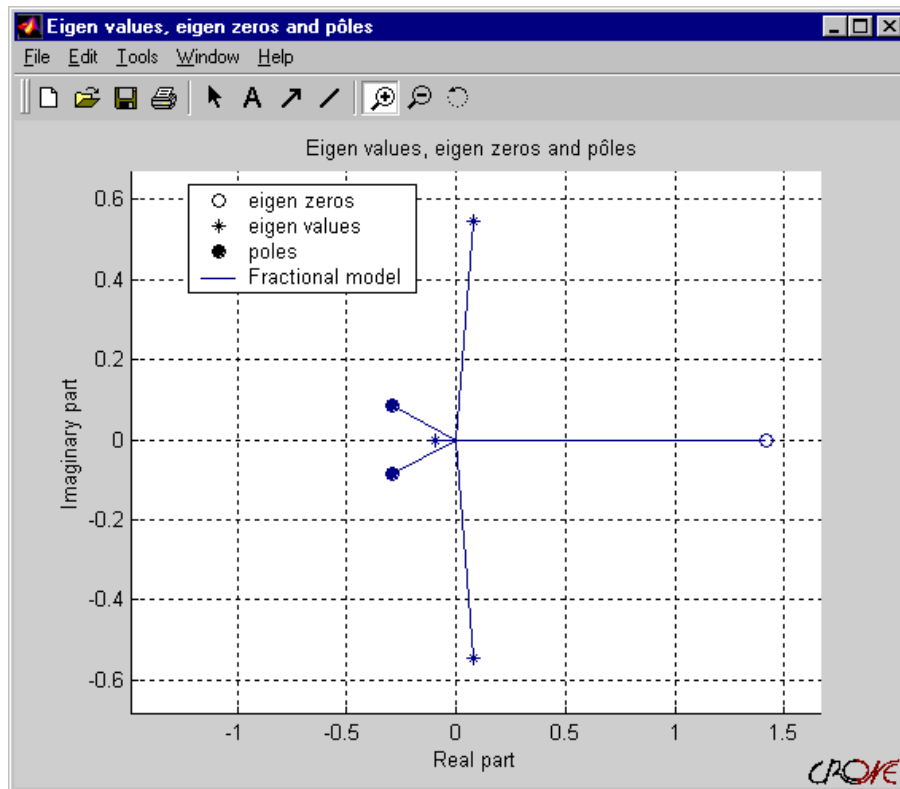 Eigen values, eigen zeros and pôles
File Edit Tools Window Help
A
Eigen values, eigen zeros and pôles
eigen zeros
eigen values
poles
Fractional model
0.6
0.4
0.2
0
-0.2
-0.4
-0.6
Imaginary part
-1 -0.5 0 0.5 1 1.5
Real part
CRONE